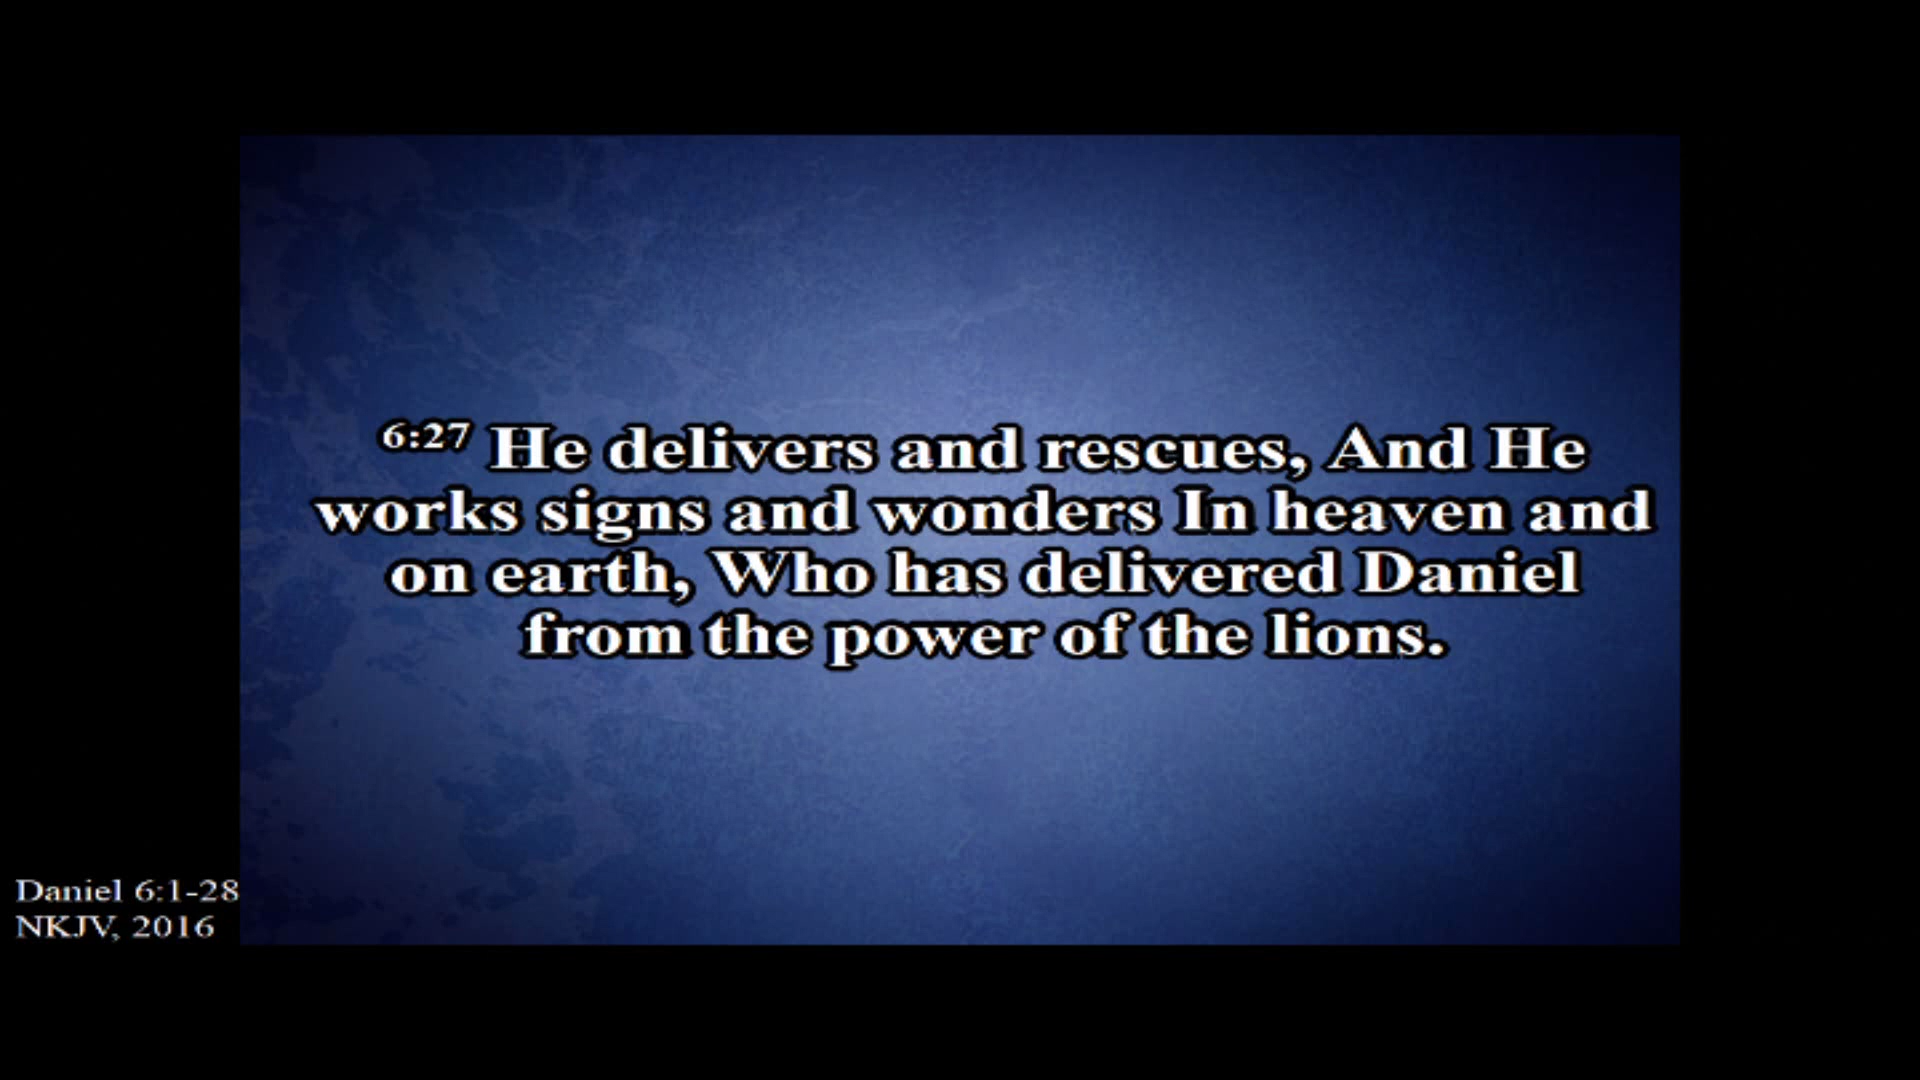 6:27 He delivers and rescues, And He
works signs and wonders In heaven and
on earth, Who has delivered Daniel
from the power of the lions.
Daniel 6:1-28
NKJV, 2016